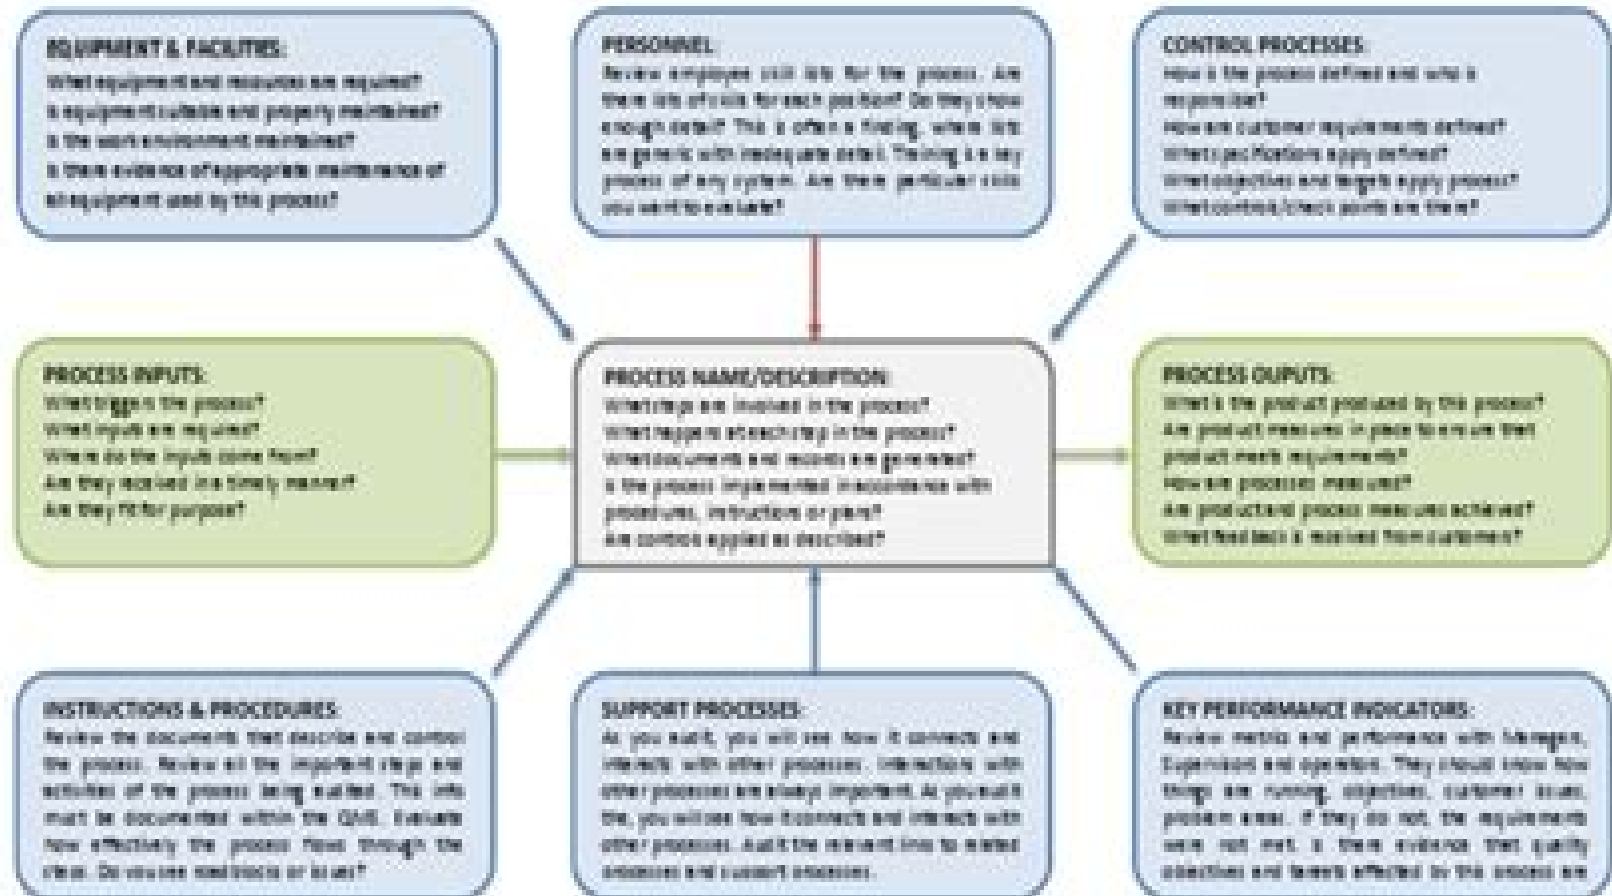 EQUIPMENT & FACILITIES:
What equipment and resources are required?
Is equipment suitable and properly maintained?
Is the work environment maintained?
Is there evidence of appropriate maintenance of
all equipment used by this process?
PERSONNEL:
Review employee skill lists for the process. Are
there lists of skills for each position? Do they show
enough detail? This is often a finding, where lists
are generic with inadequate detail. Training is a key
process of any system. Are there particular skills
you want to evaluate?
CONTROL PROCESSES:
How is the process defined and who is
responsible?
How are customer requirements defined?
What specifications apply defined?
What objectives and targets apply process?
What controls/check points are there?
PROCESS INPUTS:
What triggers the process?
What inputs are required?
Where do the inputs come from?
Are they received in a timely manner?
Are they fit for purpose?
PROCESS NAME/DESCRIPTION:
What steps are involved in the process?
What happens at each step in the process?
What documents and records are generated?
Is the process implemented in accordance with
procedures, instructions or plans?
Are controls applied as described?
PROCESS OUPUTS:
What is the product produced by this process?
Are product measures in place to ensure that
product meets requirements?
How are processes measured?
Are product and process measures achieved?
What feedback is received from customers?
INSTRUCTIONS & PROCEDURES:
Review the documents that describe and control
the process. Review all the important steps and
activities of the process being audited. This info
must be documented within the QMS. Evaluate
how effectively the process flows through the
steps. Do you see roadblocks or issues?
SUPPORT PROCESSES:
As you audit, you will see how it connects and
interacts with other processes. Interactions with
other processes are always important. As you audit
the, you will see how it connects and interacts with
other processes. Audit the relevant links to related
processes and support processes.
KEY PERFORMANCE INDICATORS:
Review metrics and performance with Managers,
Supervisors and operators. They should know how
things are running, objectives, customer issues,
problem areas. If they do not, the requirements
were not met. Is there evidence that quality
objectives and targets affected by this process are